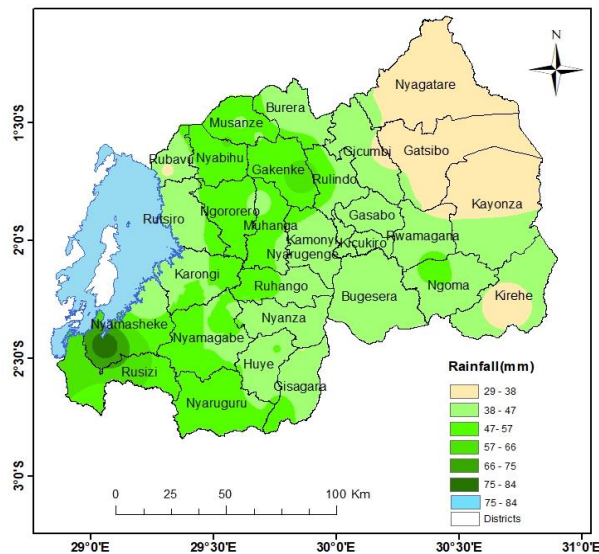 N
1°30'S
2°0'S
2°30'S
3°0'S
Nyagatare
Burera
Musanze
Gicumbi
Gatsibo
Rubavu
Nyabihu
Gakenke
Rulindo
Kayonza
Rutsiro
Ngororero
Muhanga
Gasabo
Kamonyi
Kicukiro
Rwamagana
Nyarugenge
Karongi
Ruhango
Bugesera
Ngoma
Kirehe
Nyamasheke
Nyamagabe
Nyanza
Rusizi
Huye
Gisagara
Nyaruguru
Rainfall(mm)
29 - 38
38 - 47
47- 57
57 - 66
66 - 75
75 - 84
75 - 84
Districts
0 25 50 100 Km
29°0'E 29°30'E 30°0'E 30°30'E 31°0'E